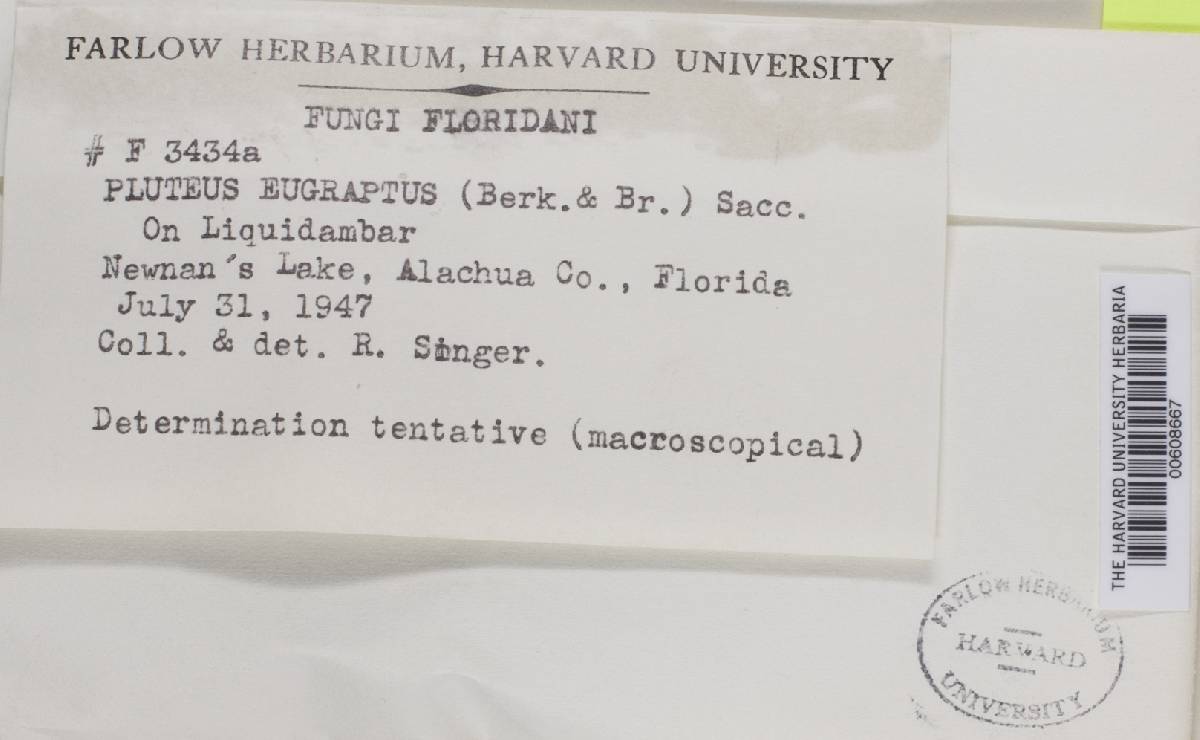 FARLOW HERBARIUM, HARVARD UNIVERSITY
FUNGI FLORIDANI
# F 3434a
PLUTEUS EUGRAPTUS (Berk.& Br.) Sacc.
On Liquidambar
Newnan's Lake, Alachua Co., Florida
July 31, 1947
Coll. & det. R. Singer.
Determination tentative (macroscopical)
THE HARVARD UNIVERSITY HERBARIA
00608667
FARLOW HERBARIUM
HARVARD
UNIVERSITY